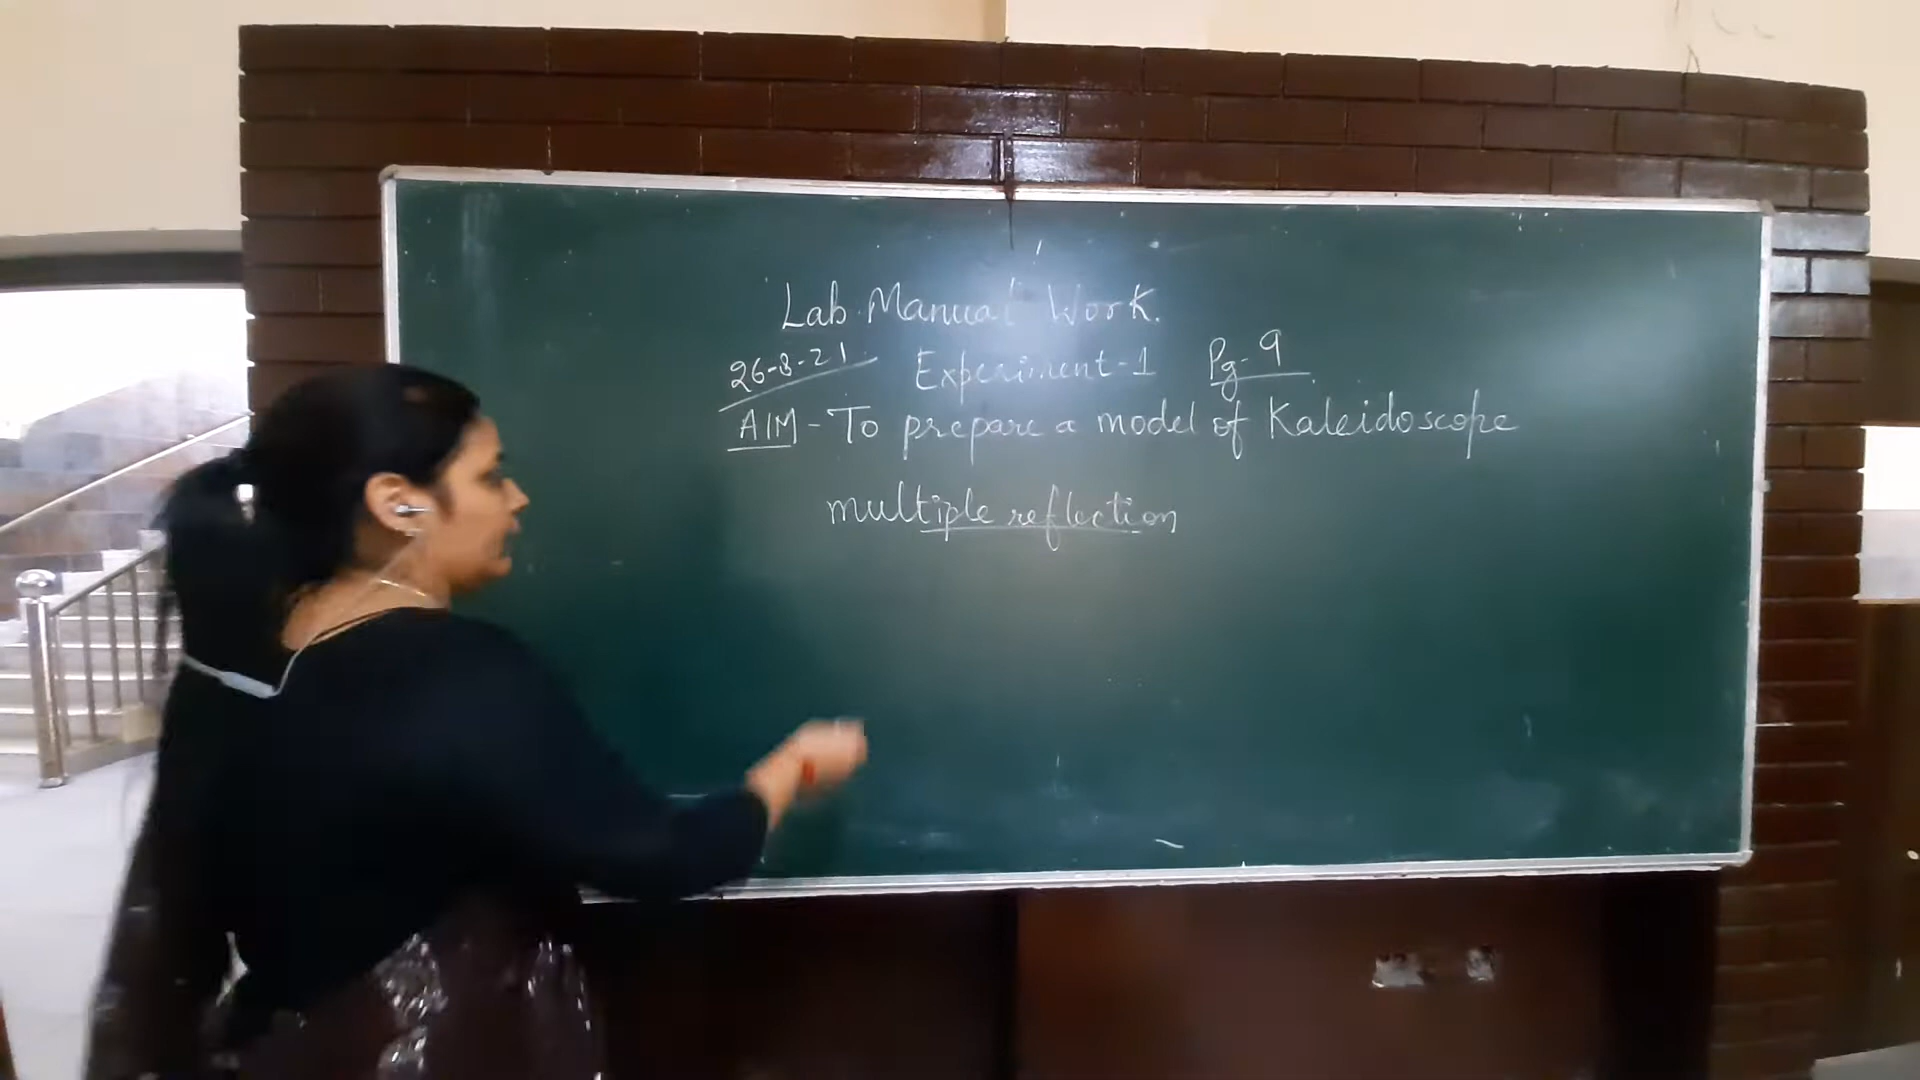 Lab Manual Work.
26-8-21 Experiment-1 Pg-9
AIM - To prepare a model of Kaleidoscope
multiple reflection